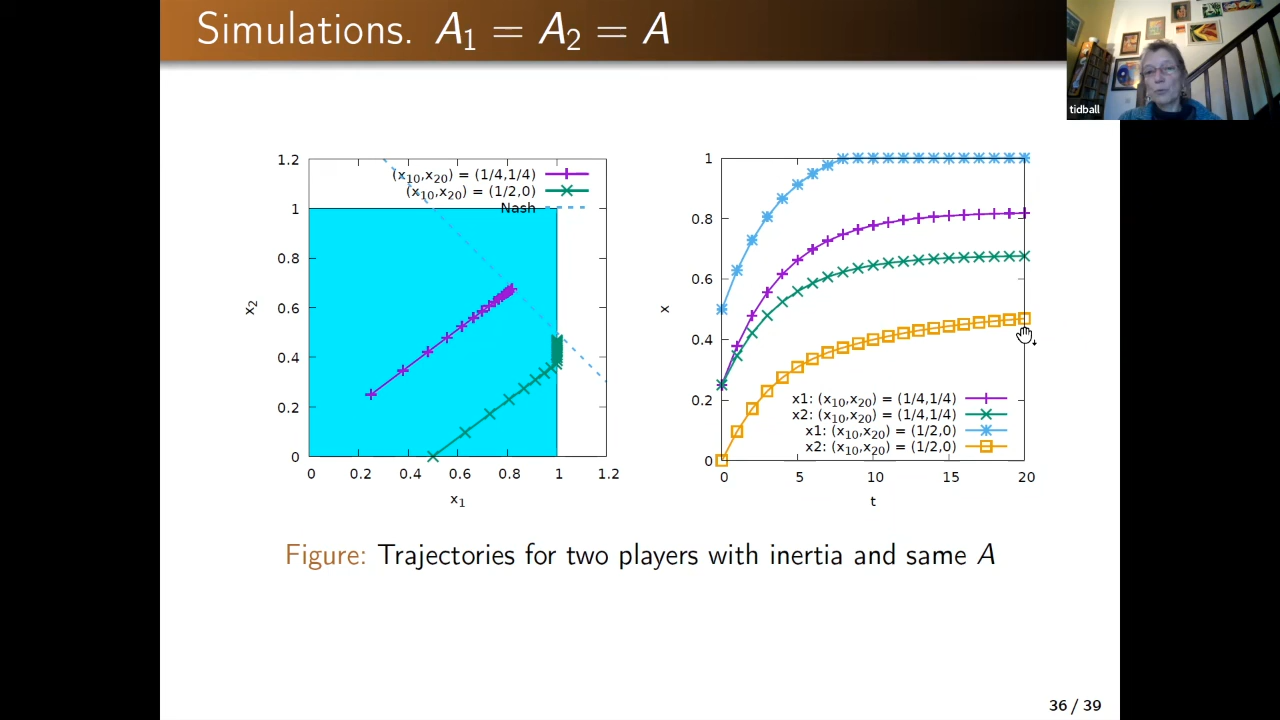 Simulations. A₁ = A₂ = A
tidball
(x₁₀,x₂₀) = (1/4,1/4)
(x₁₀,x₂₀) = (1/2,0)
Nash
1.2
1
0.8
0.6
0.4
0.2
0
x₂
0 0.2 0.4 0.6 0.8 1 1.2
x₁
1
0.8
0.6
0.4
0.2
0
x
x1: (x₁₀,x₂₀) = (1/4,1/4)
x2: (x₁₀,x₂₀) = (1/4,1/4)
x1: (x₁₀,x₂₀) = (1/2,0)
x2: (x₁₀,x₂₀) = (1/2,0)
0 5 10 15 20
t
Figure: Trajectories for two players with inertia and same A
36 / 39